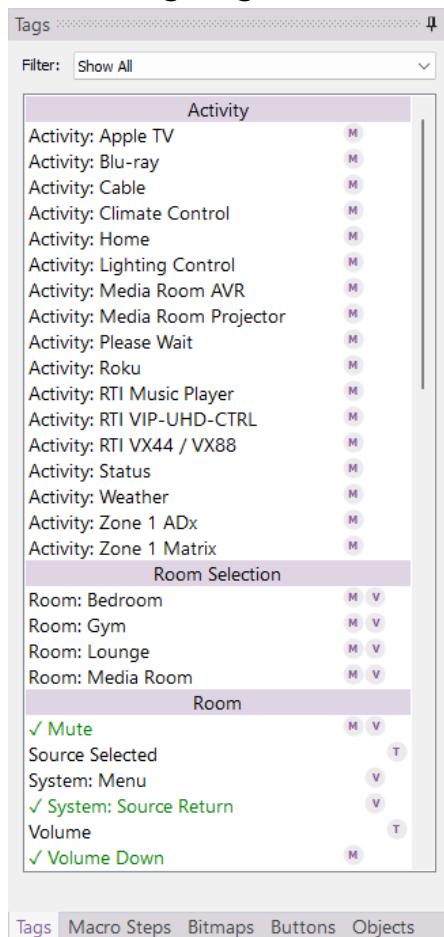 Tags
Filter: Show All
Activity
Activity: Apple TV M
Activity: Blu-ray M
Activity: Cable M
Activity: Climate Control M
Activity: Home M
Activity: Lighting Control M
Activity: Media Room AVR M
Activity: Media Room Projector M
Activity: Please Wait M
Activity: Roku M
Activity: RTI Music Player M
Activity: RTI VIP-UHD-CTRL M
Activity: RTI VX44 / VX88 M
Activity: Status M
Activity: Weather M
Activity: Zone 1 ADx M
Activity: Zone 1 Matrix M
Room Selection
Room: Bedroom M V
Room: Gym M V
Room: Lounge M V
Room: Media Room M V
Room
✓ Mute M V
Source Selected T
System: Menu V
✓ System: Source Return V
Volume T
✓ Volume Down M
Tags Macro Steps Bitmaps Buttons Objects